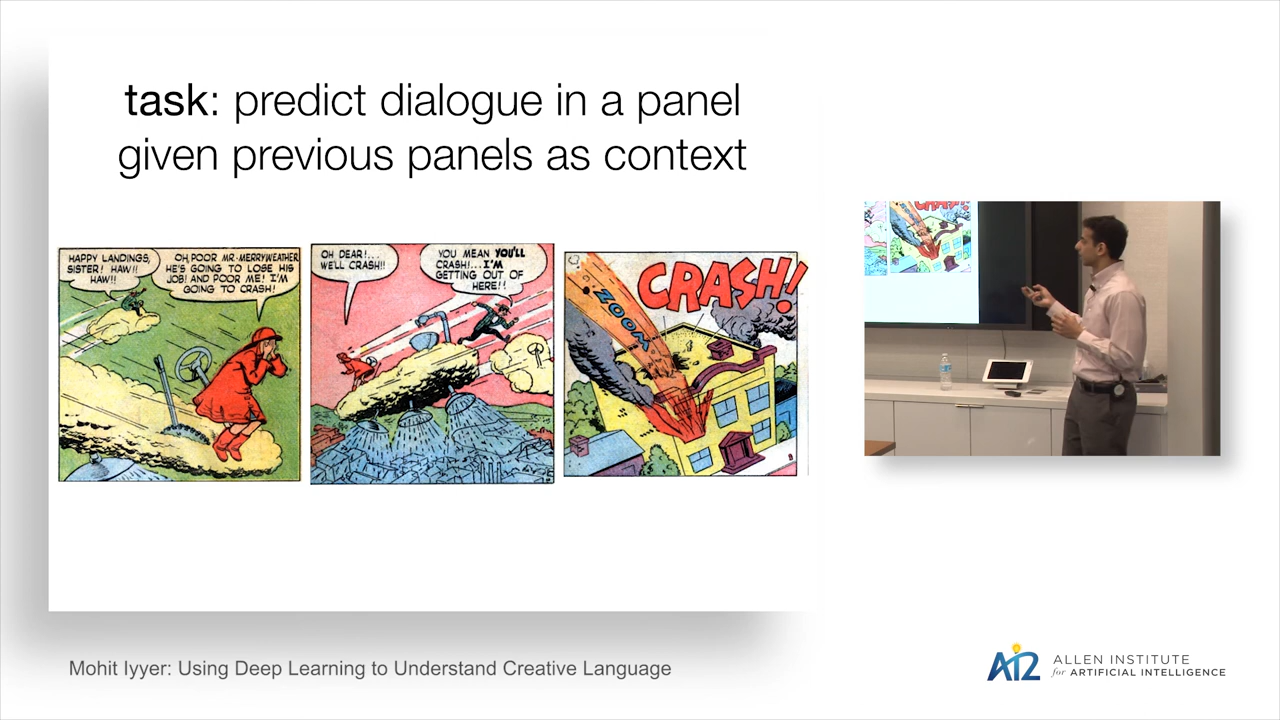 task: predict dialogue in a panel
given previous panels as context
HAPPY LANDINGS,
SISTER! HAW!!
HAW!!
OH, POOR MR. MERRYWEATHER
HE'S GOING TO LOSE HIS
JOB! AND POOR ME! I'M
GOING TO CRASH!
OH DEAR!...
WE'LL CRASH!!
YOU MEAN YOU'LL
CRASH!...I'M
GETTING OUT OF
HERE!!
CRASH!
ZOOM
CRASH!
Mohit Iyyer: Using Deep Learning to Understand Creative Language
AI2
ALLEN INSTITUTE
for ARTIFICIAL INTELLIGENCE